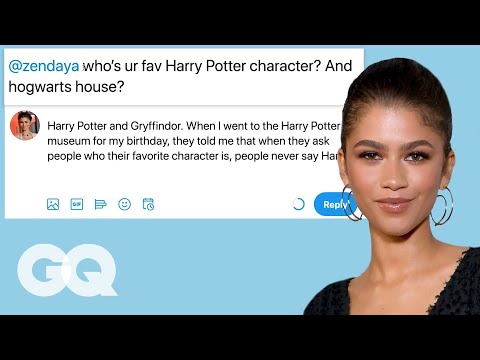 @zendaya who's ur fav Harry Potter character? And
hogwarts house?
Harry Potter and Gryffindor. When I went to the Harry Potter
museum for my birthday, they told me that when they ask
people who their favorite character is, people never say Har
GIF
Reply
GQ